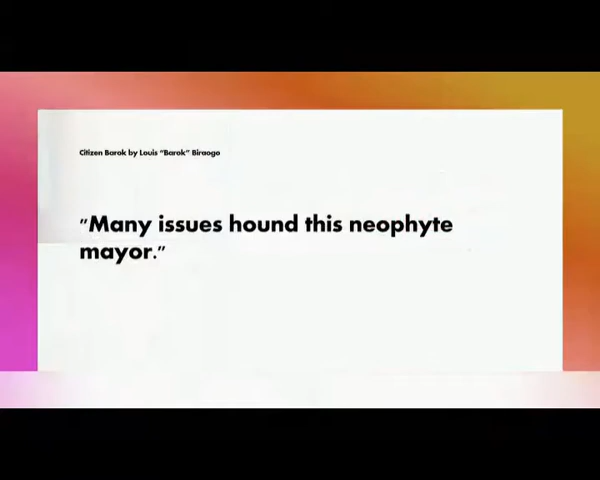 Citizen Barok by Louis "Barok" Biraogo
"Many issues hound this neophyte
mayor."